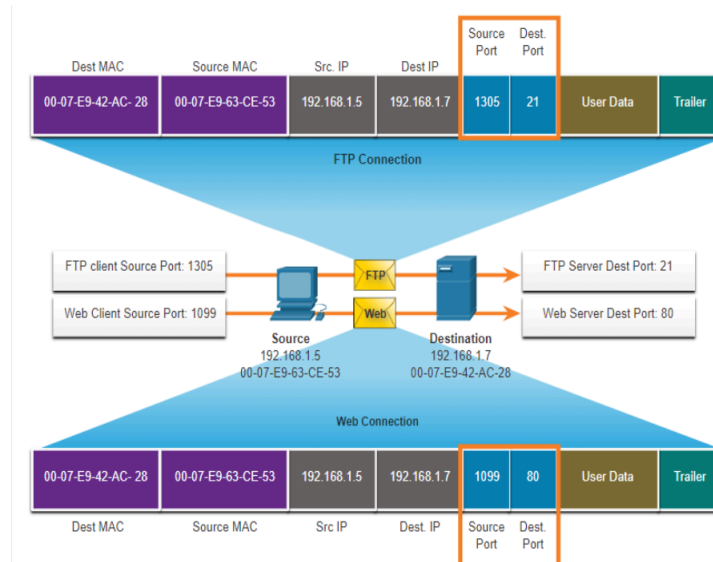 Source Port
Dest. Port
Dest MAC
Source MAC
Src. IP
Dest IP
00-07-E9-42-AC- 28
00-07-E9-63-CE-53
192.168.1.5
192.168.1.7
1305
21
User Data
Trailer
FTP Connection
FTP client Source Port: 1305
FTP
FTP Server Dest Port: 21
Web Client Source Port: 1099
Web
Web Server Dest Port: 80
Source
192.168.1.5
00-07-E9-63-CE-53
Destination
192.168.1.7
00-07-E9-42-AC-28
Web Connection
00-07-E9-42-AC- 28
00-07-E9-63-CE-53
192.168.1.5
192.168.1.7
1099
80
User Data
Trailer
Dest MAC
Source MAC
Src IP
Dest. IP
Source Port
Dest. Port